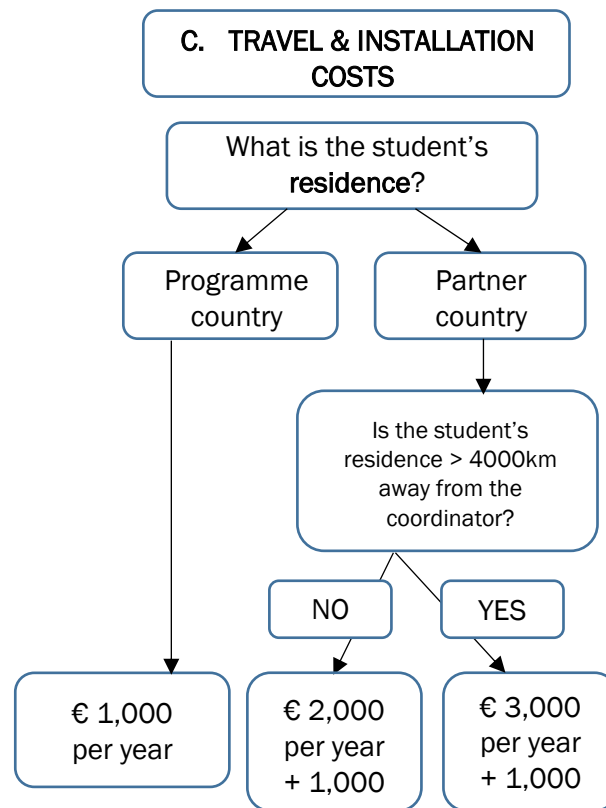 C. TRAVEL & INSTALLATION
COSTS
What is the student's
residence?
Programme
country
Partner
country
Is the student's
residence > 4000km
away from the
coordinator?
NO
YES
€ 1,000
per year
€ 2,000
per year
+ 1,000
€ 3,000
per year
+ 1,000